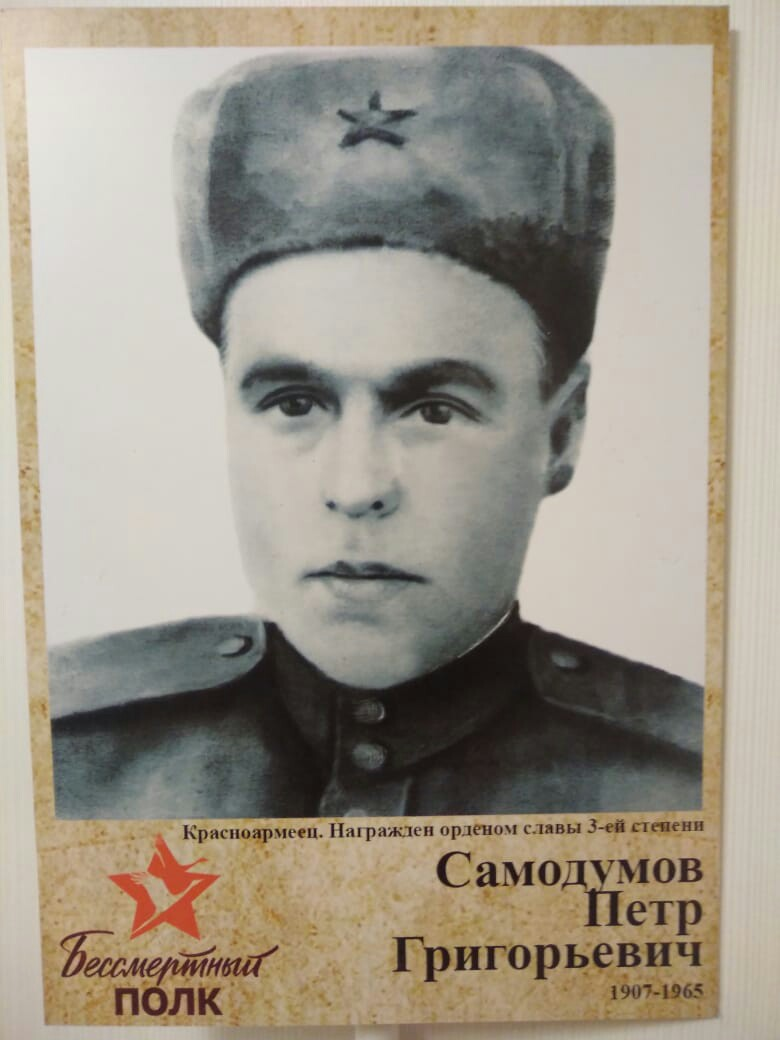 Красноармеец. Награжден орденом славы 3-ей степени
Самодумов
Петр
Григорьевич
1907-1965
Бессмертный
ПОЛК